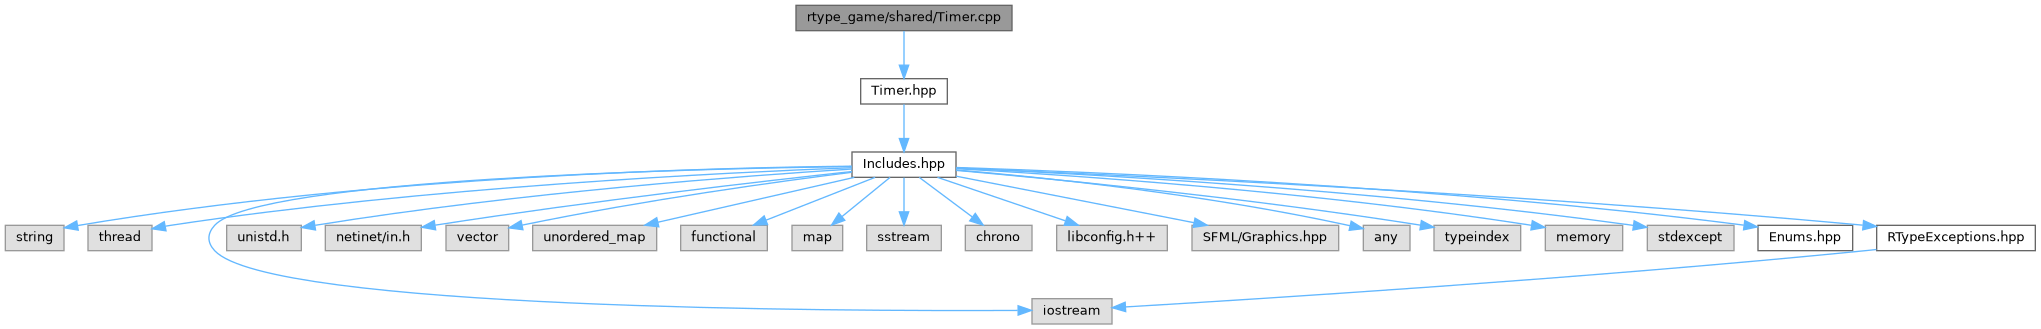 rtype_game/shared/Timer.cpp
Timer.hpp
Includes.hpp
string
thread
unistd.h
netinet/in.h
vector
unordered_map
functional
map
sstream
chrono
libconfig.h++
SFML/Graphics.hpp
any
typeindex
memory
stdexcept
Enums.hpp
RTypeExceptions.hpp
iostream